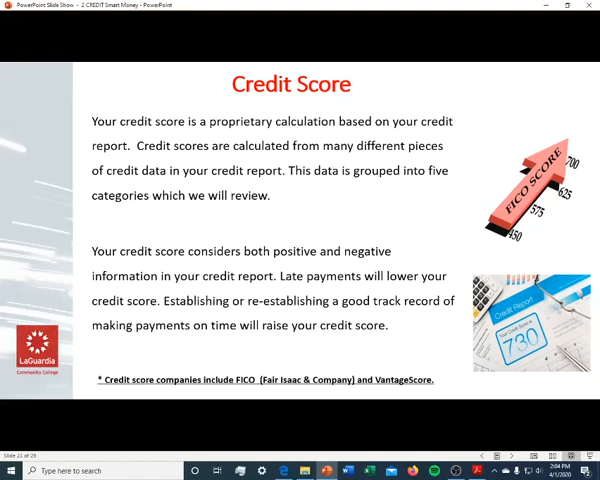 PowerPoint Slide Show - 2 CREDIT Smart Money - PowerPoint
Credit Score
Your credit score is a proprietary calculation based on your credit
report. Credit scores are calculated from many different pieces
of credit data in your credit report. This data is grouped into five
categories which we will review.
Your credit score considers both positive and negative
information in your credit report. Late payments will lower your
credit score. Establishing or re-establishing a good track record of
making payments on time will raise your credit score.
* Credit score companies include FICO (Fair Isaac & Company) and VantageScore.
FICO SCORE
700
625
575
450
Credit Report
Your Credit Score is
730
LaGuardia
Community College
Type here to search
2:04 PM
4/1/2020